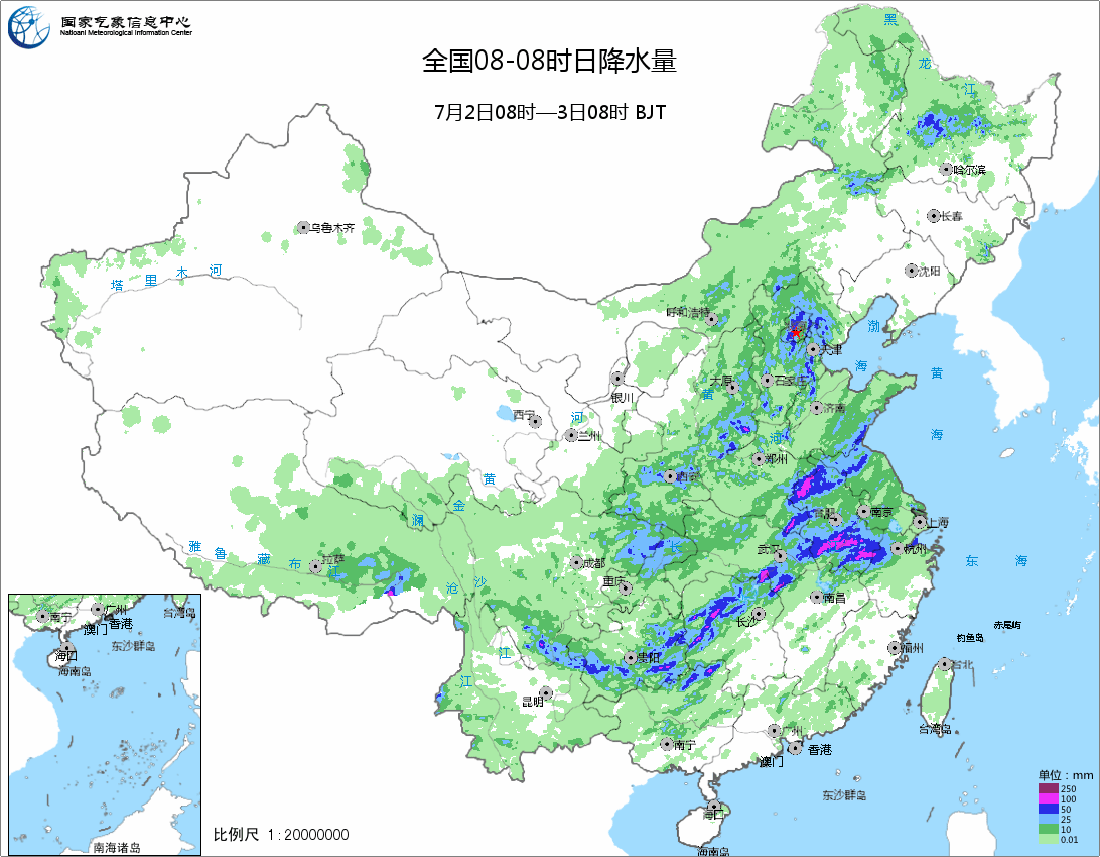 国家气象信息中心
Naitioanl Meteorological Information Center
全国08-08时日降水量
7月2日08时—3日08时 BJT
黑
龙
江
哈尔滨
长春
沈阳
乌鲁木齐
塔 里 木 河
呼和浩特
渤
海
天津
黄
海
银川
太原
石家庄
黄
河
济南
西宁
兰州
河
郑州
西安
黄
金
澜
合肥
南京
上海
雅 鲁 藏 布 江
拉萨
沧
沙
成都
重庆
长
武汉
杭州
东 海
南昌
长沙
赤尾屿
钓鱼岛
福州
台北
台湾岛
江
江
贵阳
昆明
南宁
广州
香港
澳门
东沙群岛
海口
海南岛
南宁
广州
香港
澳门
台湾岛
东沙群岛
海口
海南岛
南海诸岛
比例尺 1:20000000
单位：mm
250
100
50
25
10
0.01